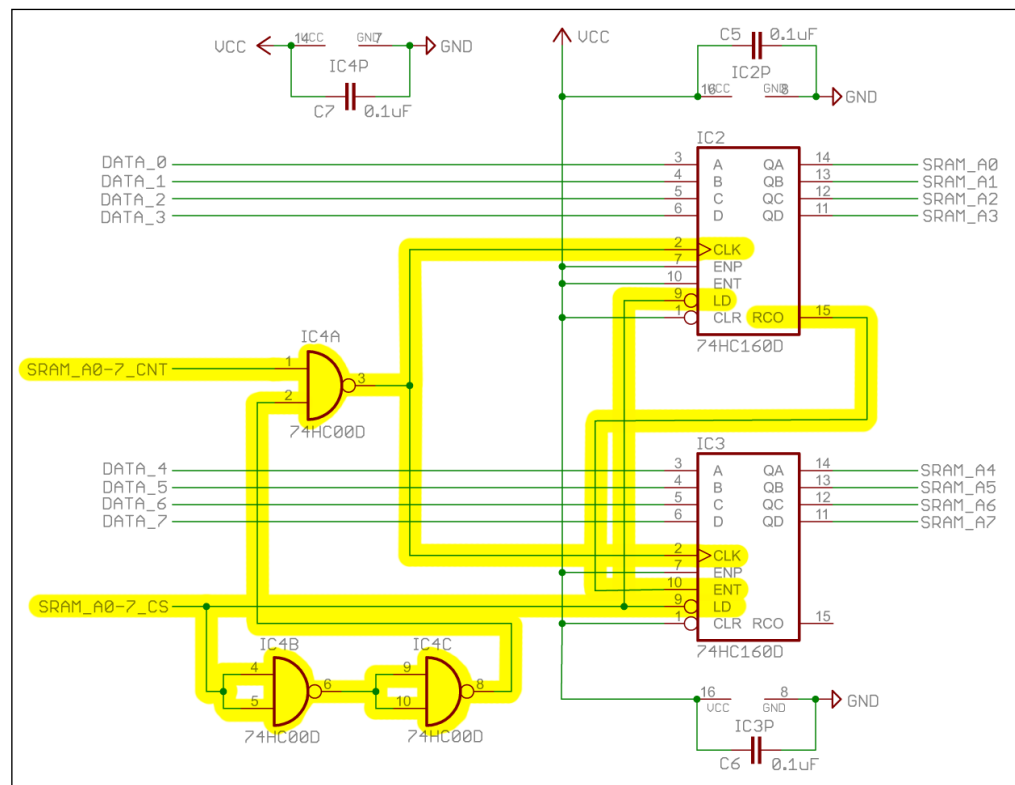 VCC 14 VCC GND 7 GND
IC4P
C7 0.1uF
VCC
C5 0.1uF
IC2P
16 VCC GND 8 GND
IC2
DATA_0 3 A QA 14 SRAM_A0
DATA_1 4 B QB 13 SRAM_A1
DATA_2 5 C QC 12 SRAM_A2
DATA_3 6 D QD 11 SRAM_A3
2 CLK
7 ENP
10 ENT
9 LD
1 CLR RCO 15
74HC160D
IC4A
SRAM_A0-7_CNT 1
3
2
74HC00D
IC3
DATA_4 3 A QA 14 SRAM_A4
DATA_5 4 B QB 13 SRAM_A5
DATA_6 5 C QC 12 SRAM_A6
DATA_7 6 D QD 11 SRAM_A7
2 CLK
7 ENP
10 ENT
SRAM_A0-7_CS 9 LD
1 CLR RCO 15
74HC160D
IC4B IC4C
4 9
6 8
5 10
74HC00D 74HC00D
16 8 GND
VCC GND
IC3P
C6 0.1uF